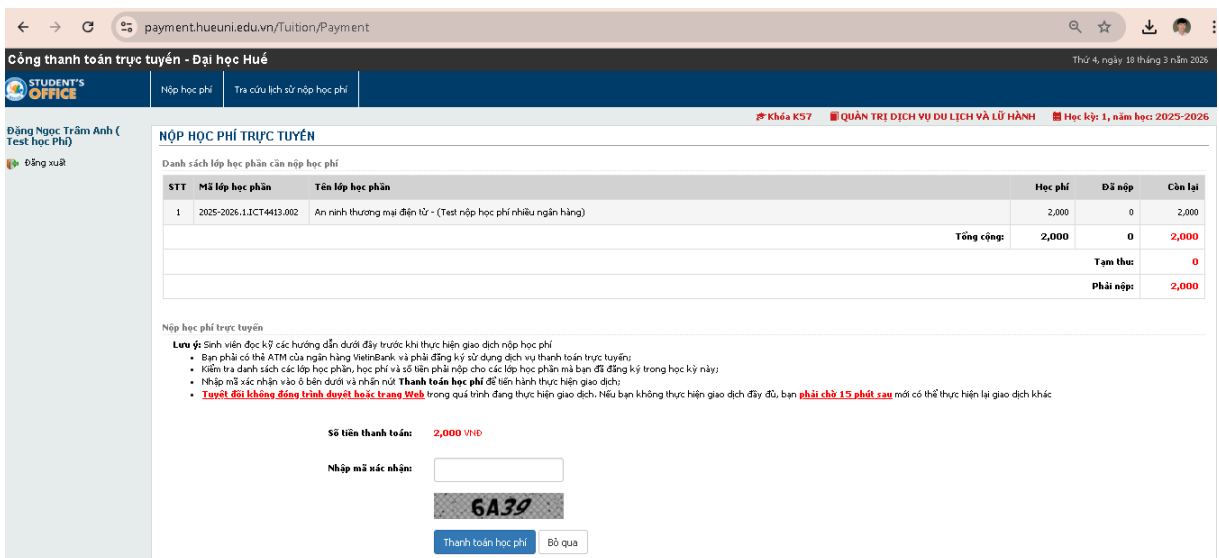 payment.hueuni.edu.vn/Tuition/Payment
Cổng thanh toán trực tuyến - Đại học Huế
Thứ 4, ngày 18 tháng 3 năm 2026
STUDENT'S
OFFICE
Nộp học phí
Tra cứu lịch sử nộp học phí
Khóa K57 QUẢN TRỊ DỊCH VỤ DU LỊCH VÀ LỮ HÀNH Học kỳ: 1, năm học: 2025-2026
Đặng Ngọc Trâm Anh (
Test học Phí)
Đăng xuất
NỘP HỌC PHÍ TRỰC TUYẾN
Danh sách lớp học phần cần nộp học phí
STT Mã lớp học phần Tên lớp học phần Học phí Đã nộp Còn lại
1 2025-2026.1.ICT4413.002 An ninh thương mại điện tử - (Test nộp học phí nhiều ngân hàng) 2,000 0 2,000
Tổng cộng: 2,000 0 2,000
Tạm thu: 0
Phải nộp: 2,000
Nộp học phí trực tuyến
Lưu ý: Sinh viên đọc kỹ các hướng dẫn dưới đây trước khi thực hiện giao dịch nộp học phí
• Bạn phải có thẻ ATM của ngân hàng VietinBank và phải đăng ký sử dụng dịch vụ thanh toán trực tuyến;
• Kiểm tra danh sách các lớp học phần, học phí và số tiền phải nộp cho các lớp học phần mà bạn đã đăng ký trong học kỳ này;
• Nhập mã xác nhận vào ô bên dưới và nhấn nút Thanh toán học phí để tiến hành thực hiện giao dịch;
• Tuyệt đối không đóng trình duyệt hoặc trang Web trong quá trình đang thực hiện giao dịch. Nếu bạn không thực hiện giao dịch đầy đủ, bạn phải chờ 15 phút sau mới có thể thực hiện lại giao dịch khác
Số tiền thanh toán: 2,000 VNĐ
Nhập mã xác nhận:
6A39
Thanh toán học phí
Bỏ qua